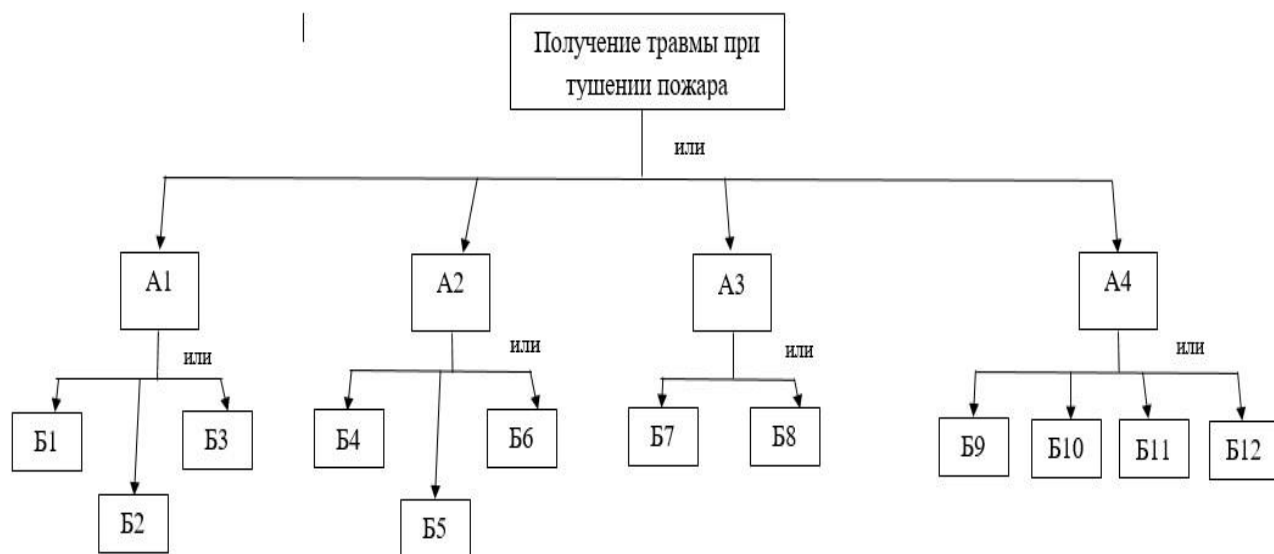 Получение травмы при
тушении пожара
или
А1
А2
А3
А4
или
или
или
или
Б1
Б3
Б4
Б6
Б7
Б8
Б9
Б10
Б11
Б12
Б2
Б5